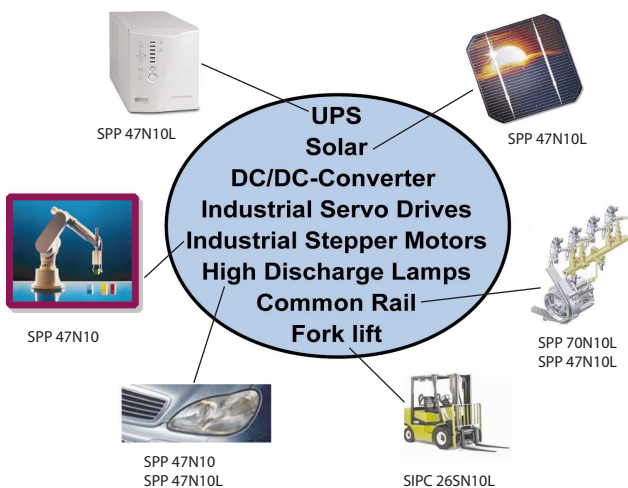 SPP 47N10L
SPP 47N10L
UPS
Solar
DC/DC-Converter
Industrial Servo Drives
Industrial Stepper Motors
High Discharge Lamps
Common Rail
Fork lift
SPP 47N10
SPP 70N10L
SPP 47N10L
SPP 47N10
SPP 47N10L
SIPC 26SN10L